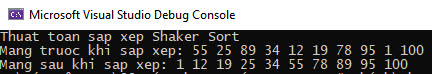 Microsoft Visual Studio Debug Console
Thuat toan sap xep Shaker Sort
Mang truoc khi sap xep: 55 25 89 34 12 19 78 95 1 100
Mang sau khi sap xep: 1 12 19 25 34 55 78 89 95 100